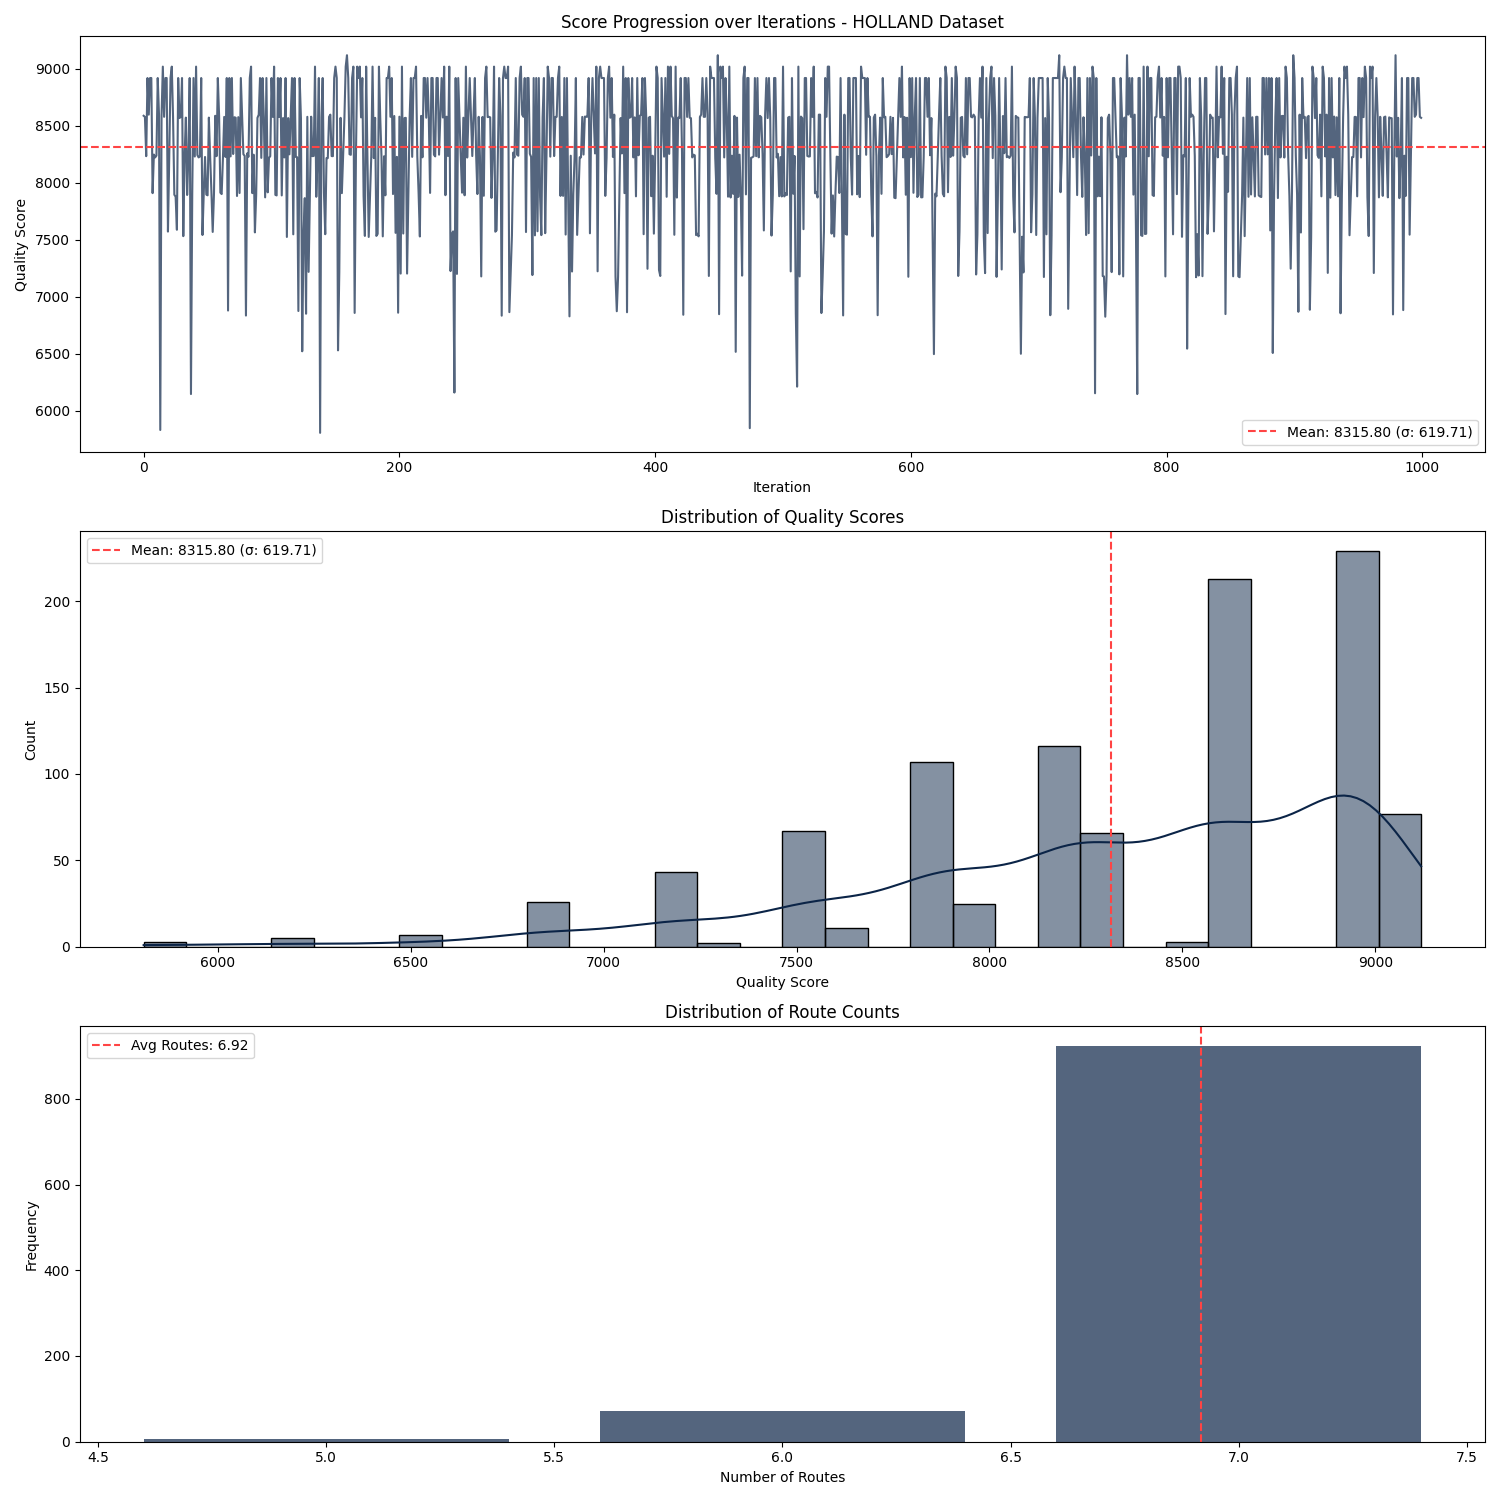 Score Progression over Iterations - HOLLAND Dataset
9000
8500
8000
7500
7000
6500
6000
Quality Score
Mean: 8315.80 (σ: 619.71)
0 200 400 600 800 1000
Iteration
Distribution of Quality Scores
Mean: 8315.80 (σ: 619.71)
200
150
100
50
0
Count
6000 6500 7000 7500 8000 8500 9000
Quality Score
Distribution of Route Counts
Avg Routes: 6.92
800
600
400
200
0
Frequency
4.5 5.0 5.5 6.0 6.5 7.0 7.5
Number of Routes